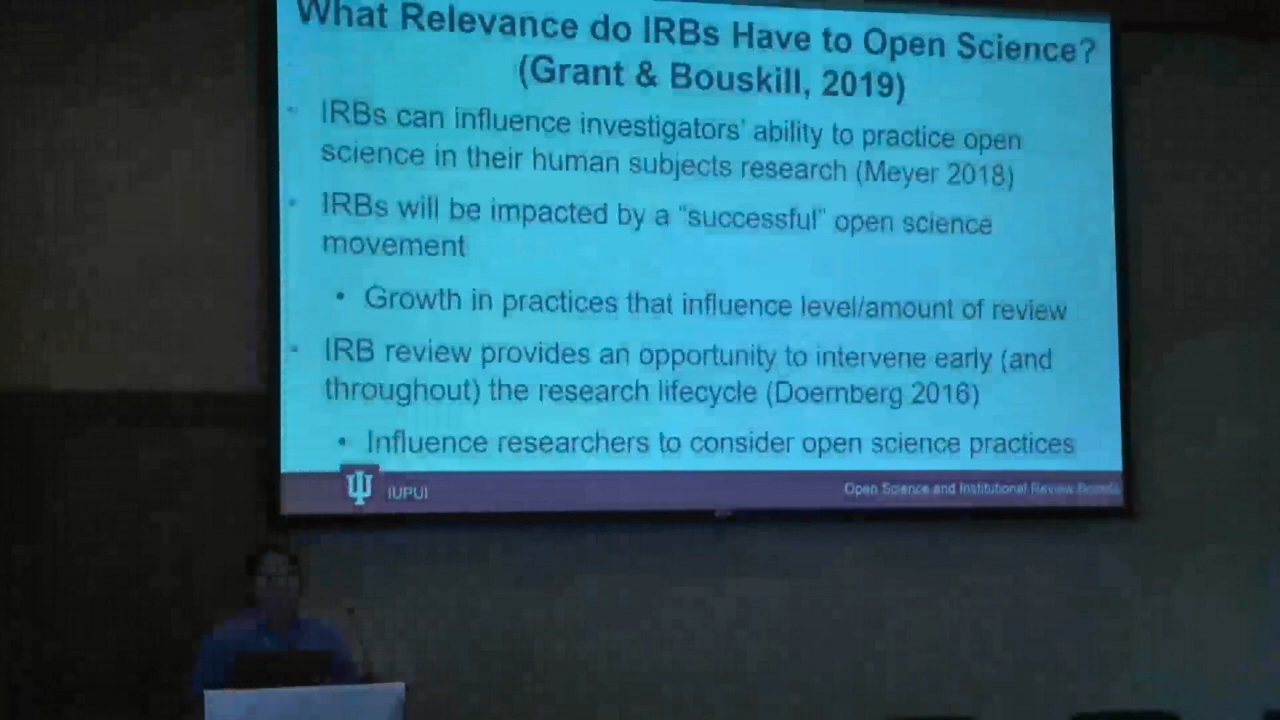 What Relevance do IRBs Have to Open Science?
(Grant & Bouskill, 2019)
• IRBs can influence investigators' ability to practice open
science in their human subjects research (Meyer 2018)
• IRBs will be impacted by a "successful" open science
movement
• Growth in practices that influence level/amount of review
• IRB review provides an opportunity to intervene early (and
throughout) the research lifecycle (Doernberg 2016)
• Influence researchers to consider open science practices
IUPUI
Open Science and Institutional Review Boards